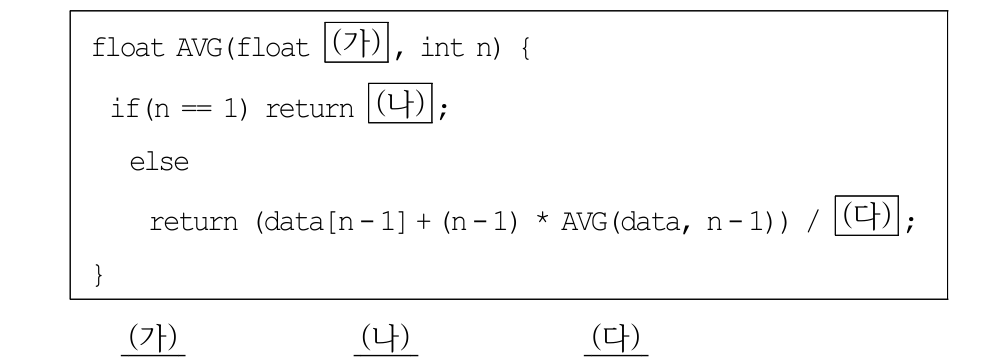 float AVG(float (가), int n) {
if(n == 1) return (나);
else
return (data[n-1] + (n-1) * AVG(data, n-1)) / (다);
}
(가) (나) (다)